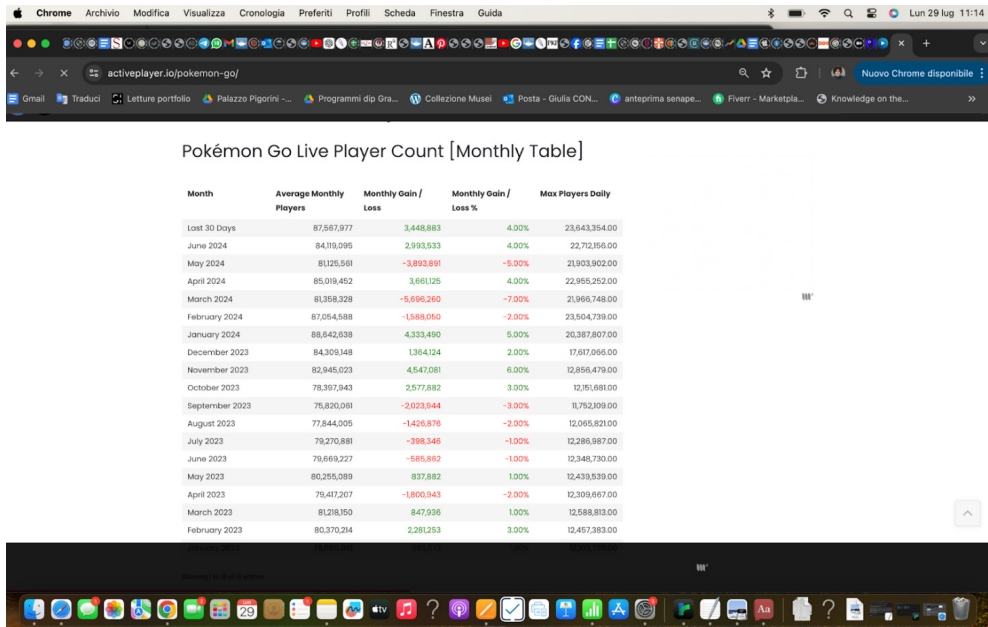 Chrome Archivio Modifica Visualizza Cronologia Preferiti Profili Scheda Finestra Guida Lun 29 lug 11:14
activeplayer.io/pokemon-go/ Nuovo Chrome disponibile
Gmail Traduci Letture portfolio Palazzo Pigorini -... Programmi dip Gra... Collezione Musei Posta - Giulia CON... anteprima senape... Fiverr - Marketpla... Knowledge on the... »
Pokémon Go Live Player Count [Monthly Table]
Month Average Monthly Players Monthly Gain / Loss Monthly Gain / Loss % Max Players Daily
Last 30 Days 87,567,977 3,448,883 4.00% 23,643,354.00
June 2024 84,119,095 2,993,533 4.00% 22,712,156.00
May 2024 81,125,561 -3,893,891 -5.00% 21,903,902.00
April 2024 85,019,452 3,661,125 4.00% 22,955,252.00
March 2024 81,358,328 -5,696,260 -7.00% 21,966,748.00
February 2024 87,054,588 -1,588,050 -2.00% 23,504,739.00
January 2024 88,642,638 4,333,490 5.00% 20,387,807.00
December 2023 84,309,148 1,364,124 2.00% 17,617,066.00
November 2023 82,945,023 4,547,081 6.00% 12,856,479.00
October 2023 78,397,943 2,577,882 3.00% 12,151,681.00
September 2023 75,820,061 -2,023,944 -3.00% 11,752,109.00
August 2023 77,844,005 -1,426,876 -2.00% 12,065,821.00
July 2023 79,270,881 -398,346 -1.00% 12,286,987.00
June 2023 79,669,227 -585,862 -1.00% 12,348,730.00
May 2023 80,255,089 837,882 1.00% 12,439,539.00
April 2023 79,417,207 -1,800,943 -2.00% 12,309,667.00
March 2023 81,218,150 847,936 1.00% 12,588,813.00
February 2023 80,370,214 2,281,253 3.00% 12,457,383.00
29 tv Aa